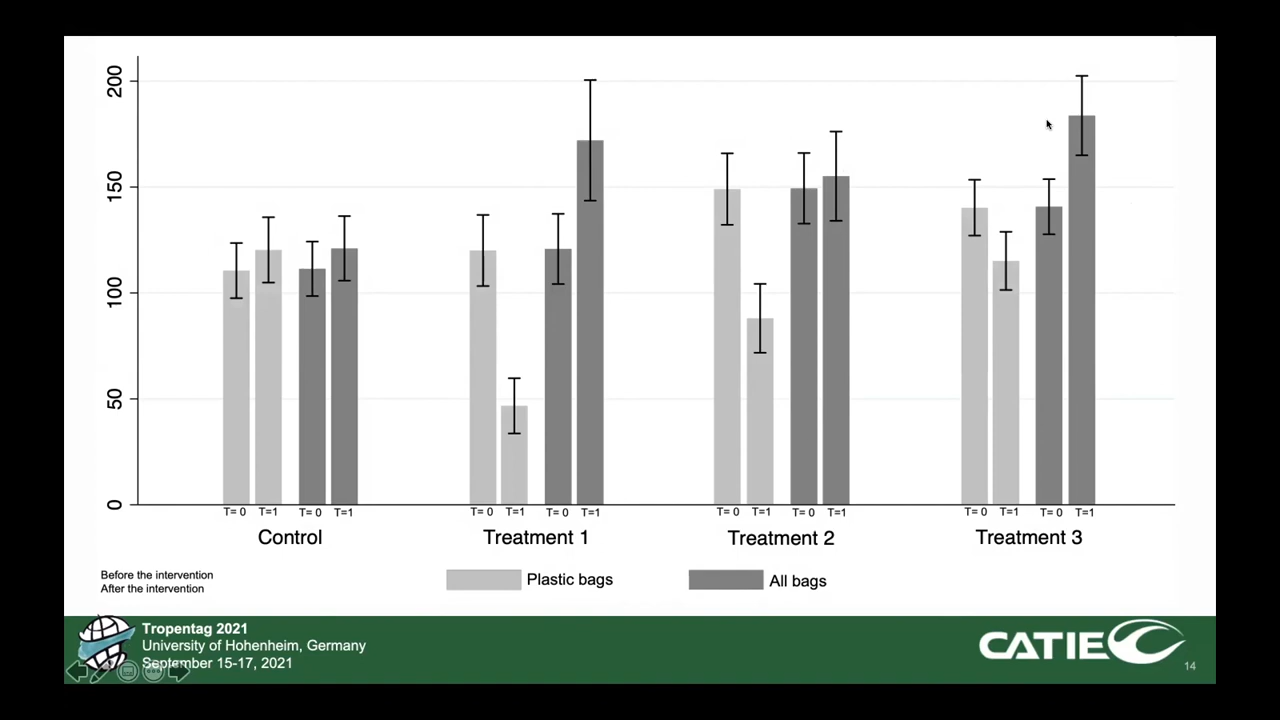 200
150
100
50
0
T= 0 T=1 T= 0 T=1 T= 0 T=1 T= 0 T=1 T= 0 T=1 T= 0 T=1 T= 0 T=1 T= 0 T=1
Control Treatment 1 Treatment 2 Treatment 3
Before the intervention
After the intervention
Plastic bags All bags
Tropentag 2021
University of Hohenheim, Germany
September 15-17, 2021
CATIE
14